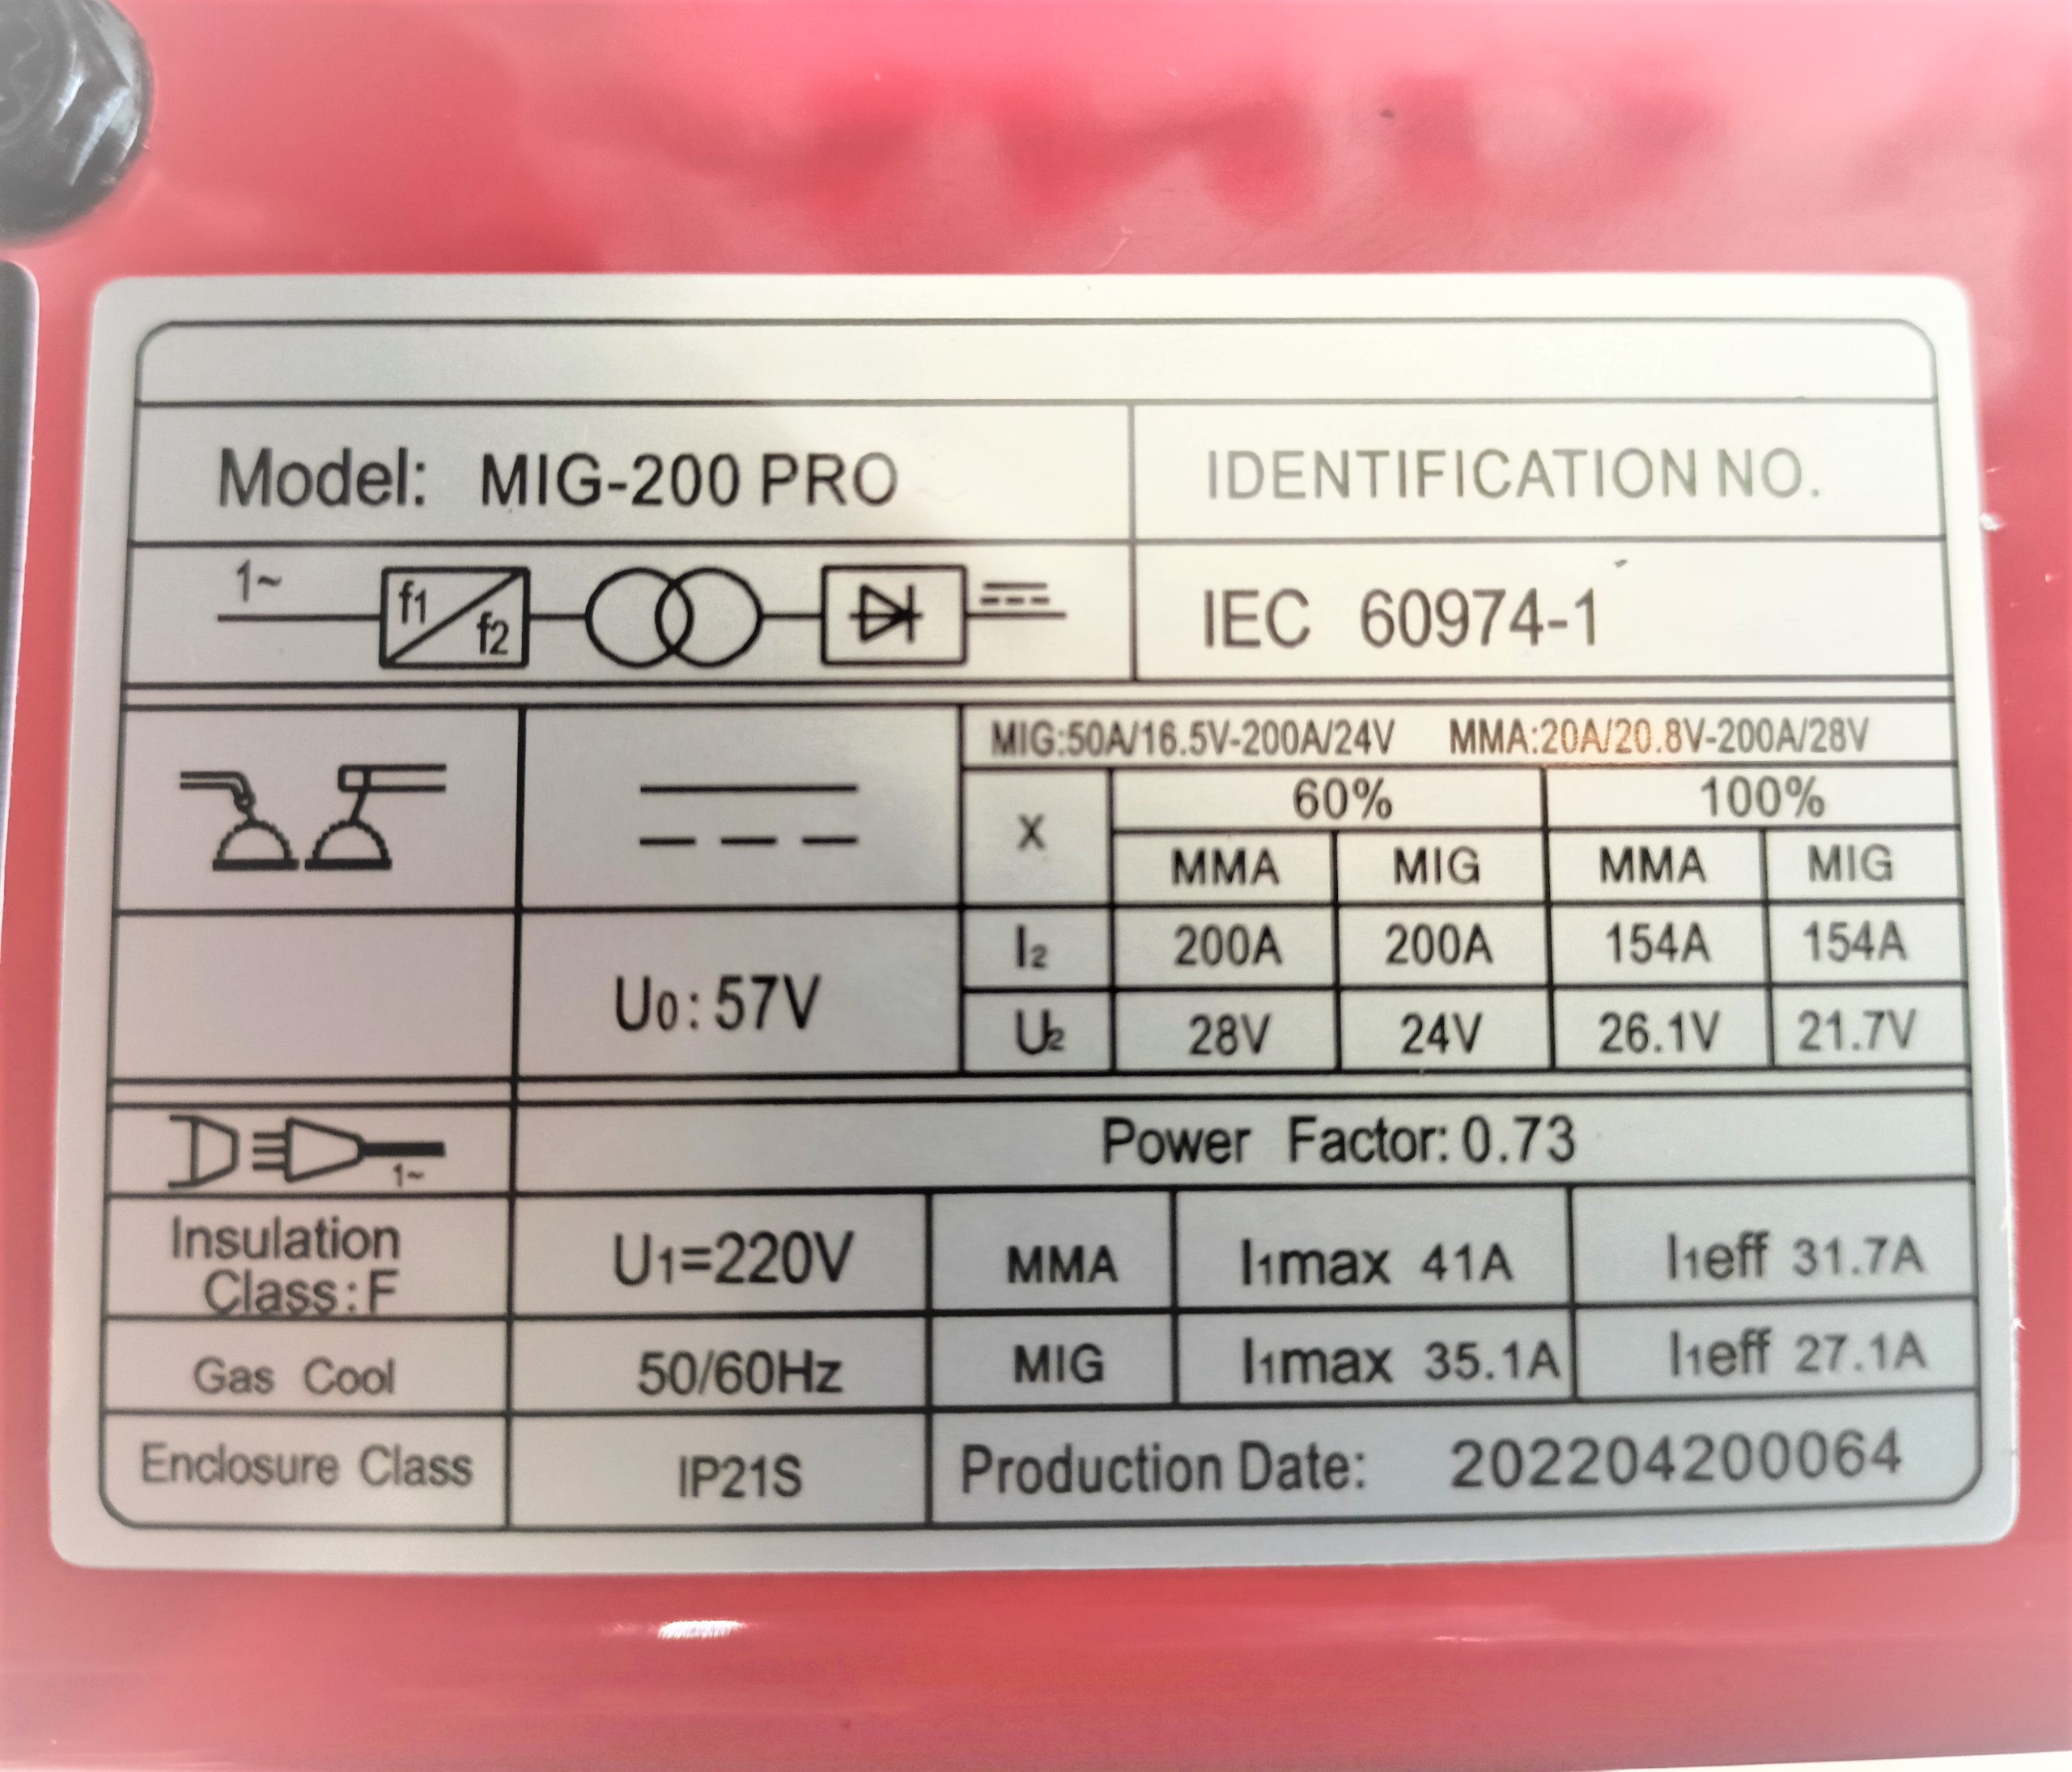 Model: MIG-200 PRO
IDENTIFICATION NO.
1~ f1 f2
IEC 60974-1
MIG:50A/16.5V-200A/24V MMA:20A/20.8V-200A/28V
X 60% 100%
MMA MIG MMA MIG
I2 200A 200A 154A 154A
U0: 57V
U2 28V 24V 26.1V 21.7V
1~
Power Factor: 0.73
Insulation
Class: F
U1=220V MMA I1max 41A I1eff 31.7A
Gas Cool 50/60Hz MIG I1max 35.1A I1eff 27.1A
Enclosure Class IP21S Production Date: 202204200064